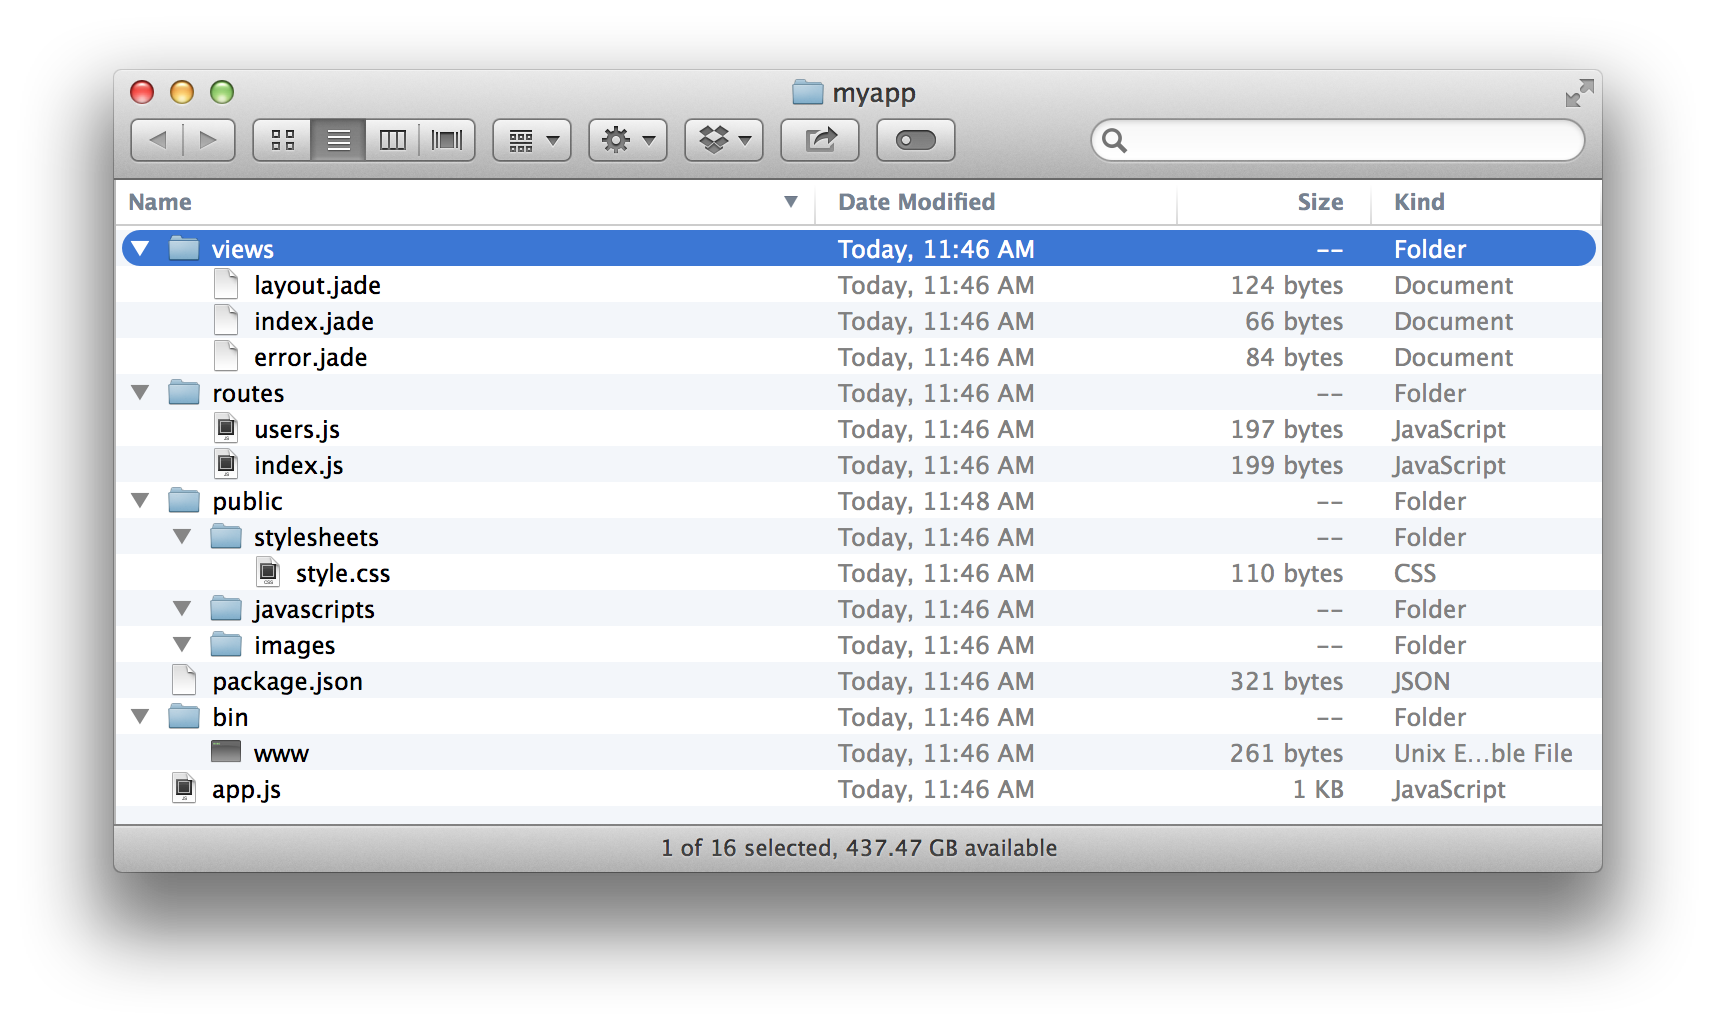 myapp
Name Date Modified Size Kind
views Today, 11:46 AM -- Folder
layout.jade Today, 11:46 AM 124 bytes Document
index.jade Today, 11:46 AM 66 bytes Document
error.jade Today, 11:46 AM 84 bytes Document
routes Today, 11:46 AM -- Folder
users.js Today, 11:46 AM 197 bytes JavaScript
index.js Today, 11:46 AM 199 bytes JavaScript
public Today, 11:48 AM -- Folder
stylesheets Today, 11:46 AM -- Folder
style.css Today, 11:46 AM 110 bytes CSS
javascripts Today, 11:46 AM -- Folder
images Today, 11:46 AM -- Folder
package.json Today, 11:46 AM 321 bytes JSON
bin Today, 11:46 AM -- Folder
www Today, 11:46 AM 261 bytes Unix E...ble File
app.js Today, 11:46 AM 1 KB JavaScript
1 of 16 selected, 437.47 GB available